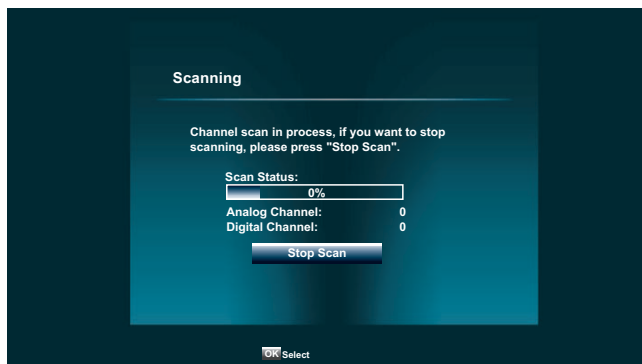 Scanning
Channel scan in process, if you want to stop
scanning, please press "Stop Scan".
Scan Status:
0%
Analog Channel: 0
Digital Channel: 0
Stop Scan
OK Select